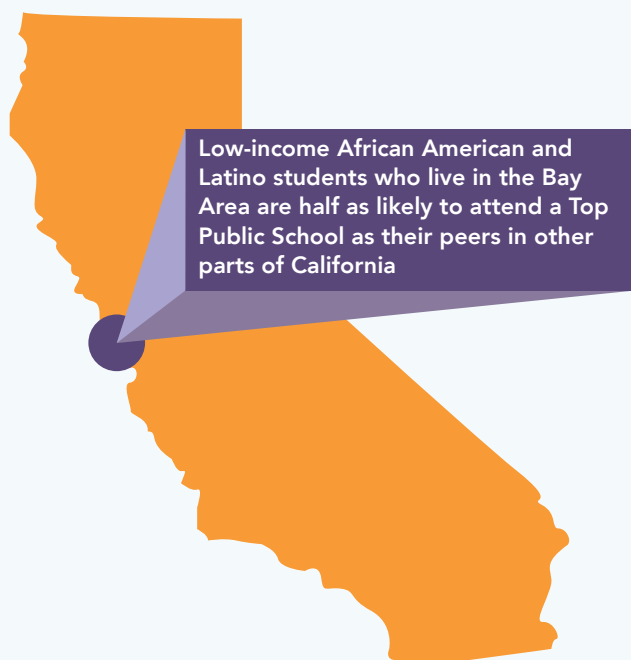 Low-income African American and
Latino students who live in the Bay
Area are half as likely to attend a Top
Public School as their peers in other
parts of California